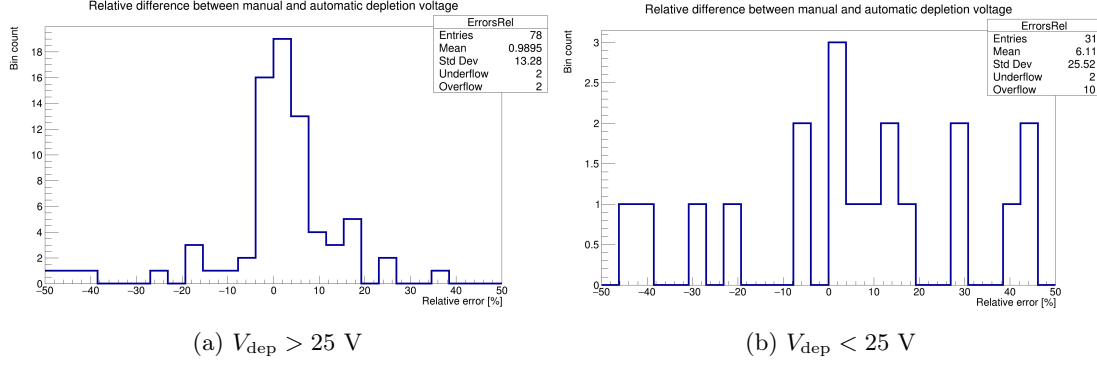 Relative difference between manual and automatic depletion voltage
Bin count
ErrorsRel
Entries 78
Mean 0.9895
Std Dev 13.28
Underflow 2
Overflow 2
18
16
14
12
10
8
6
4
2
0
−50 −40 −30 −20 −10 0 10 20 30 40 50
Relative error [%]
(a) V_dep > 25 V
Relative difference between manual and automatic depletion voltage
Bin count
ErrorsRel
Entries 31
Mean 6.11
Std Dev 25.52
Underflow 2
Overflow 10
3
2.5
2
1.5
1
0.5
0
−50 −40 −30 −20 −10 0 10 20 30 40 50
Relative error [%]
(b) V_dep < 25 V